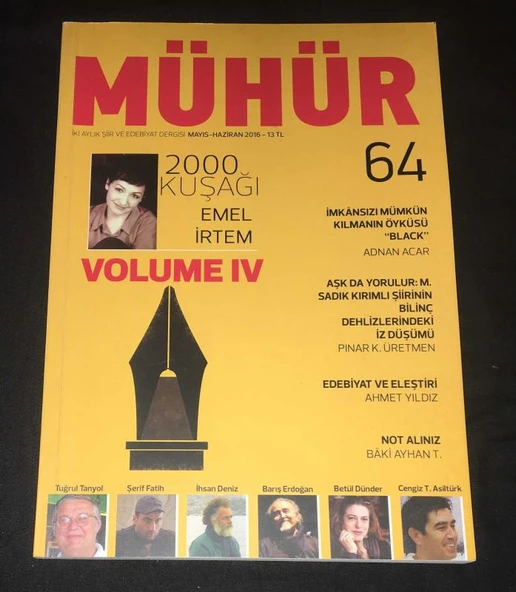 MÜHÜR
İKİ AYLIK ŞİİR VE EDEBİYAT DERGİSİ MAYIS-HAZİRAN 2016 - 13 TL
64
2000
KUŞAĞI
EMEL
İRTEM
VOLUME IV
İMKÂNSIZI MÜMKÜN
KILMANIN ÖYKÜSÜ
"BLACK"
ADNAN ACAR
AŞK DA YORULUR: M.
SADIK KIRIMLI ŞİİRİNİN
BİLİNÇ
DEHLİZLERİNDEKİ
İZ DÜŞÜMÜ
PINAR K. ÜRETMEN
EDEBİYAT VE ELEŞTİRİ
AHMET YILDIZ
NOT ALINIZ
BÂKİ AYHAN T.
Tuğrul Tanyol Şerif Fatih İhsan Deniz Barış Erdoğan Betül Dünder Cengiz T. Asiltürk